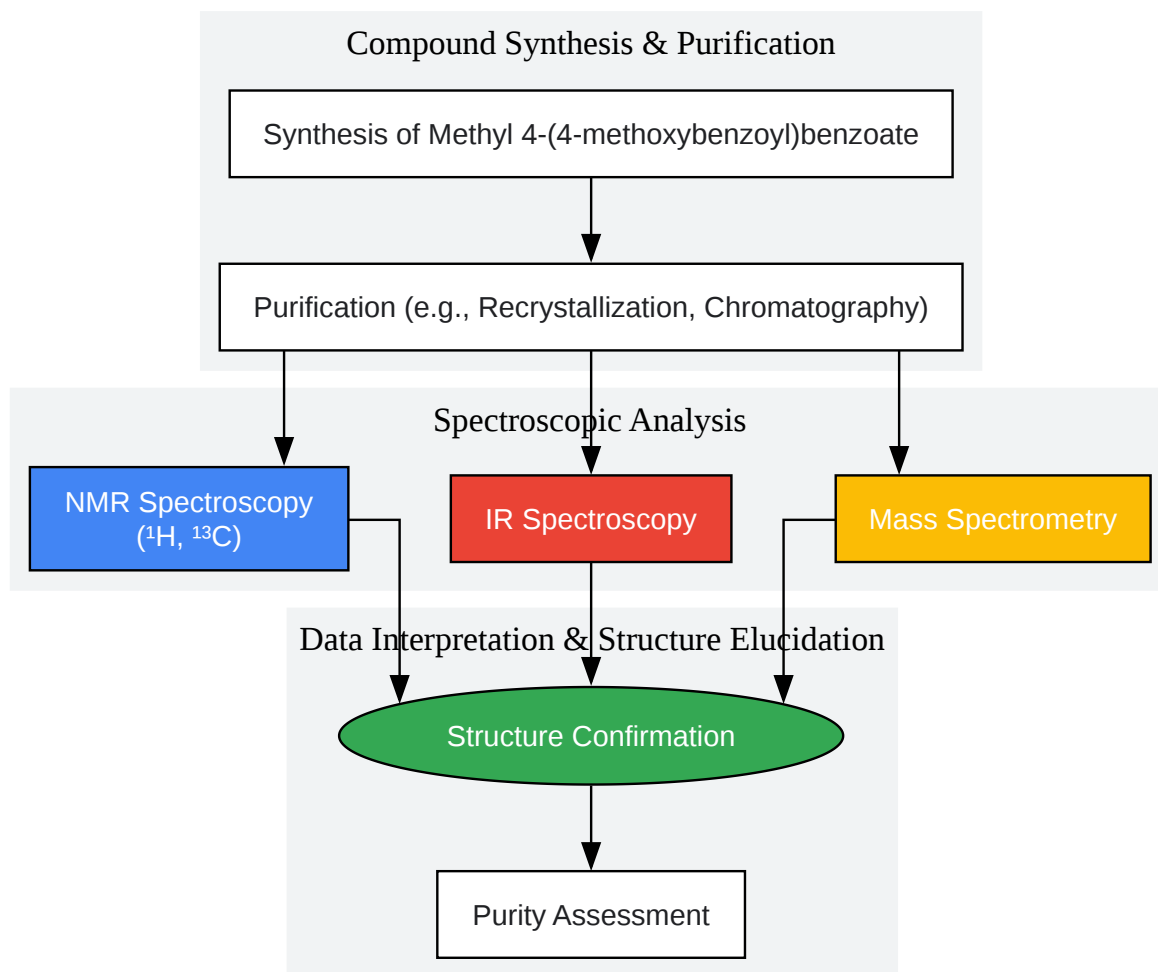 Compound Synthesis & Purification
Synthesis of Methyl 4-(4-methoxybenzoyl)benzoate
Purification (e.g., Recrystallization, Chromatography)
Spectroscopic Analysis
NMR Spectroscopy
(¹H, ¹³C)
IR Spectroscopy
Mass Spectrometry
Data Interpretation & Structure Elucidation
Structure Confirmation
Purity Assessment